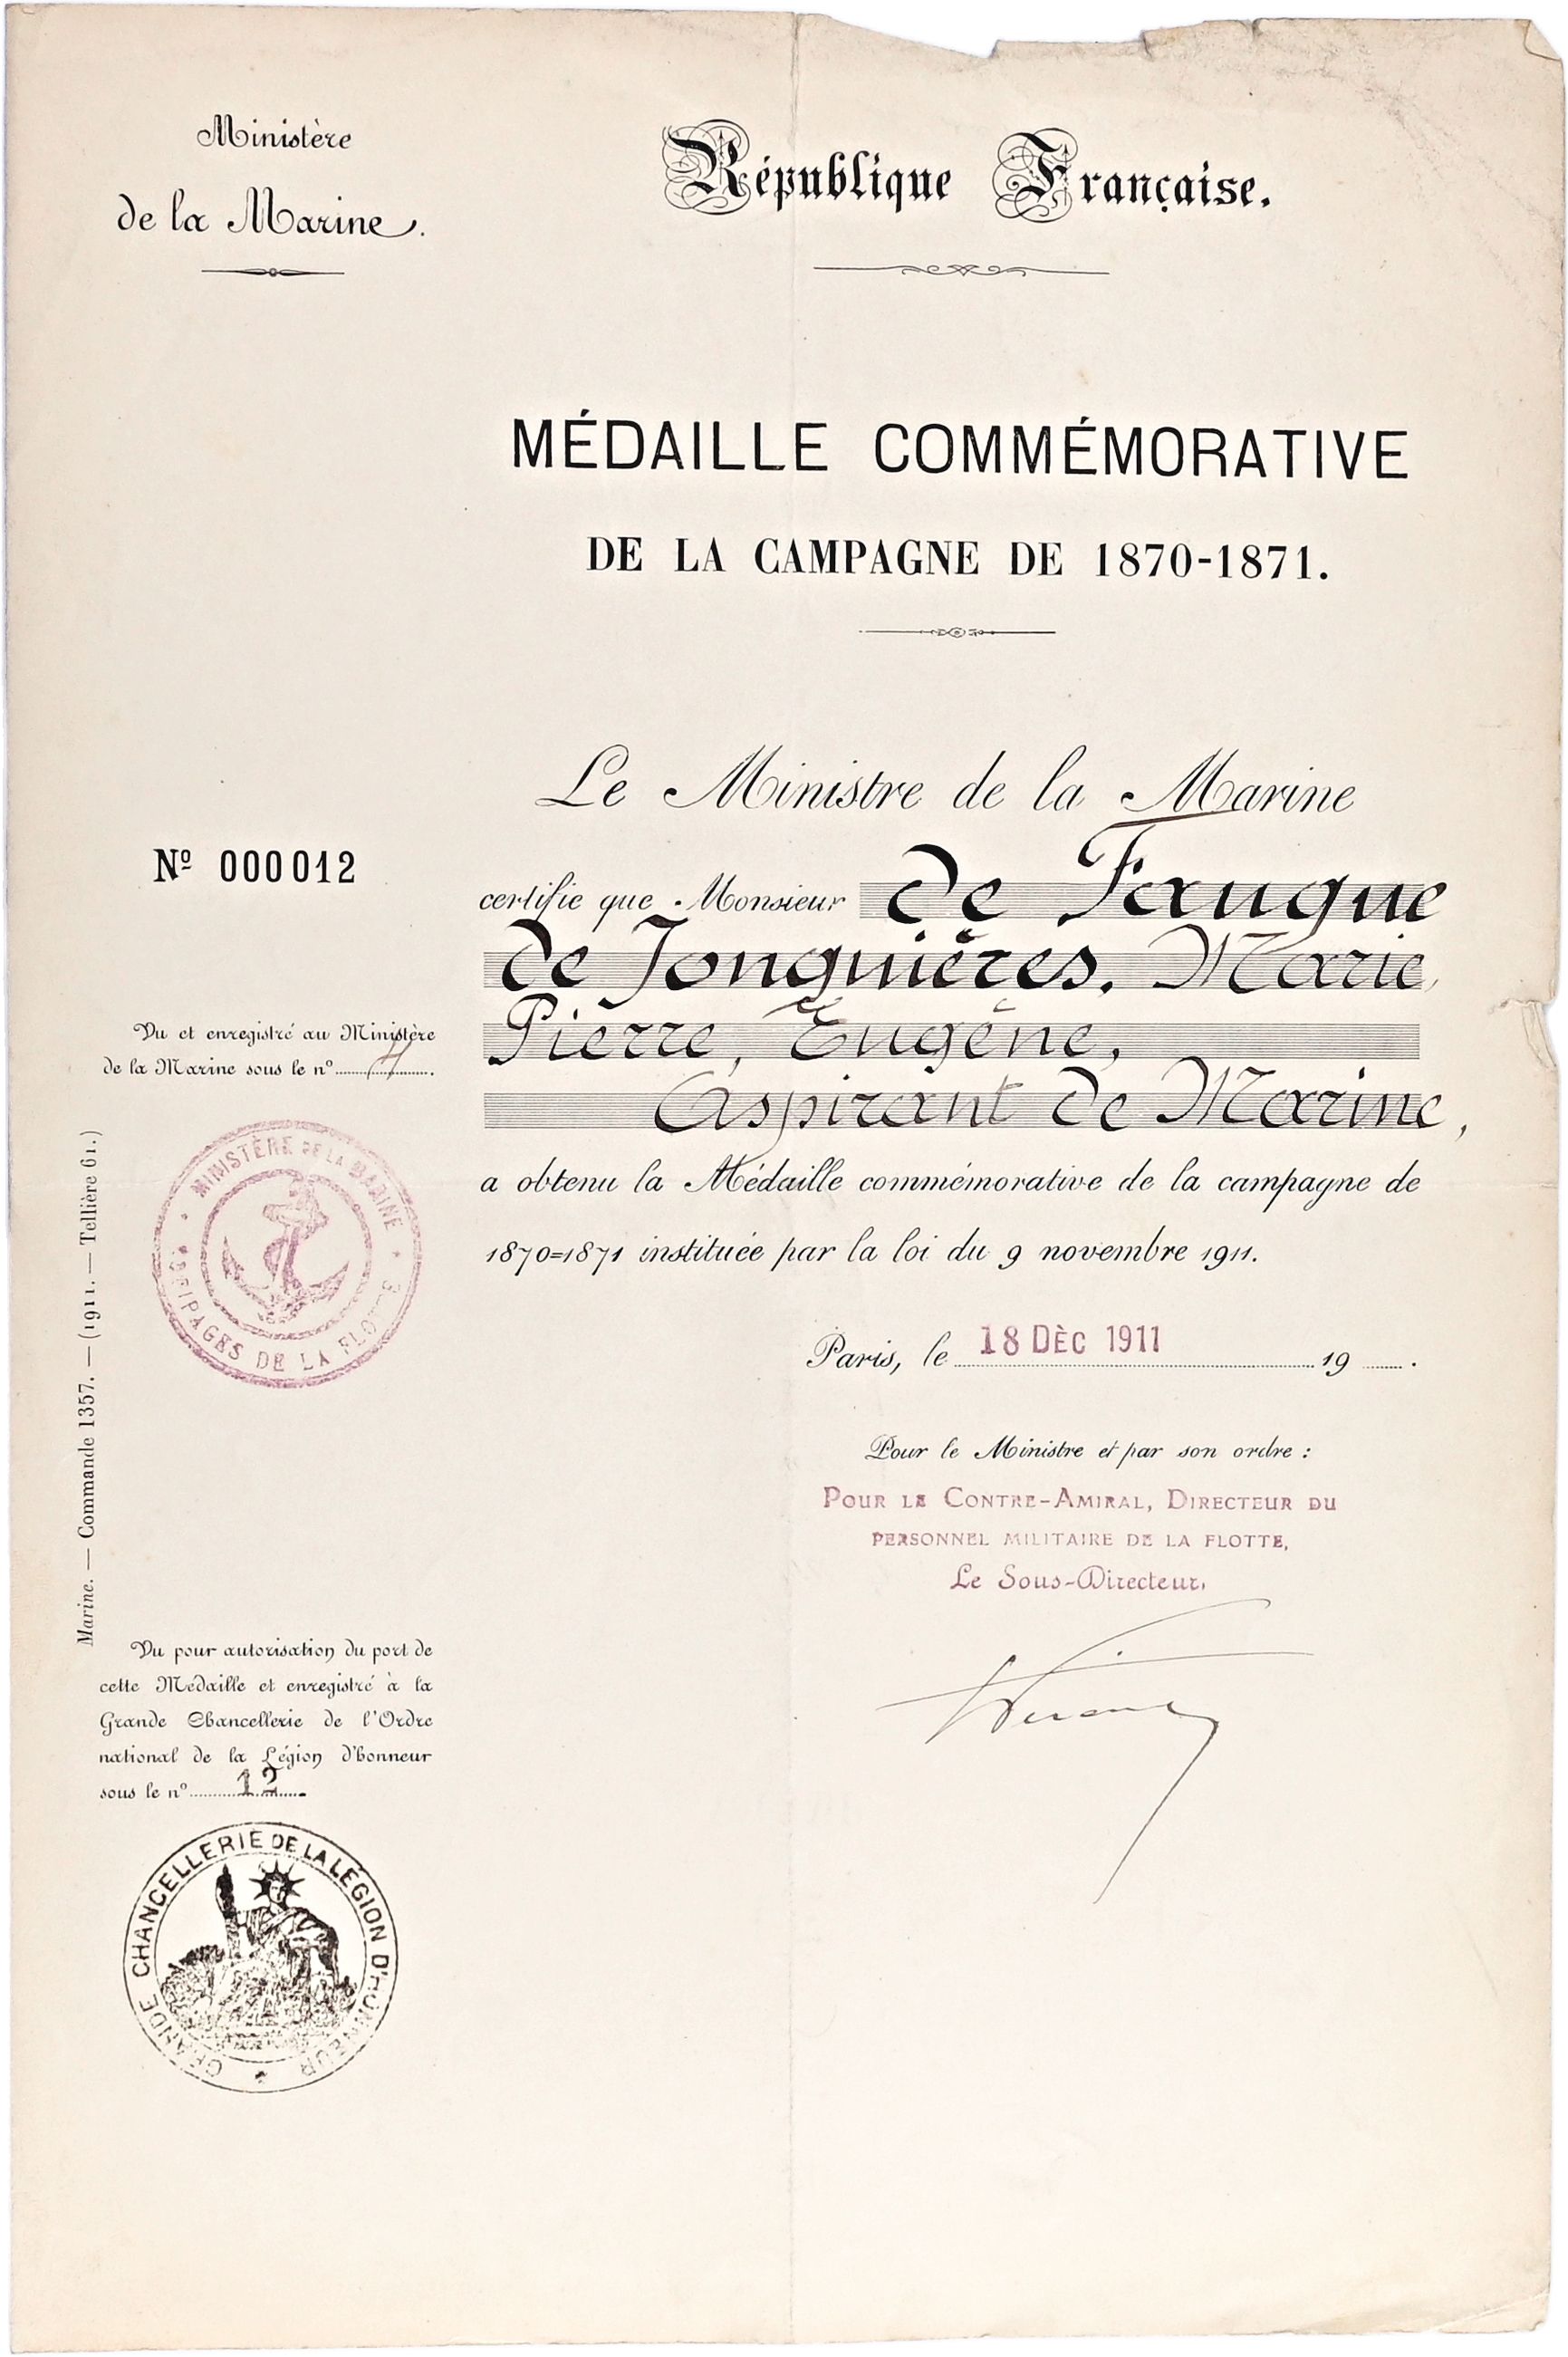 Ministère
de la Marine.
République Française.
MÉDAILLE COMMÉMORATIVE
DE LA CAMPAGNE DE 1870-1871.
Le Ministre de la Marine
Nº 000012
certifie que Monsieur de Fauque
de Jonquières. Marie,
Pierre, Eugène,
Aspirant de Marine,
a obtenu la Médaille commémorative de la campagne de
1870=1871 instituée par la loi du 9 novembre 1911.
Vu et enregistré au Ministère
de la Marine sous le nº
MINISTÈRE DE LA MARINE
ÉQUIPAGES DE LA FLOTTE
Marine. — Commande 1357. — (1911. — Tellière 61.)
Paris, le 18 DÈC 1911 19 .
Pour le Ministre et par son ordre :
POUR LE CONTRE-AMIRAL, DIRECTEUR DU
PERSONNEL MILITAIRE DE LA FLOTTE,
Le Sous-Directeur,
Vu pour autorisation du port de
cette Médaille et enregistré à la
Grande Chancellerie de l'Ordre
national de la Légion d'honneur
sous le nº 12
GRANDE CHANCELLERIE DE LA LÉGION D'HONNEUR